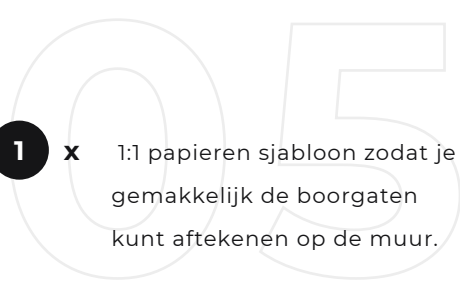 05
1 x 1:1 papieren sjabloon zodat je
gemakkelijk de boorgaten
kunt aftekenen op de muur.